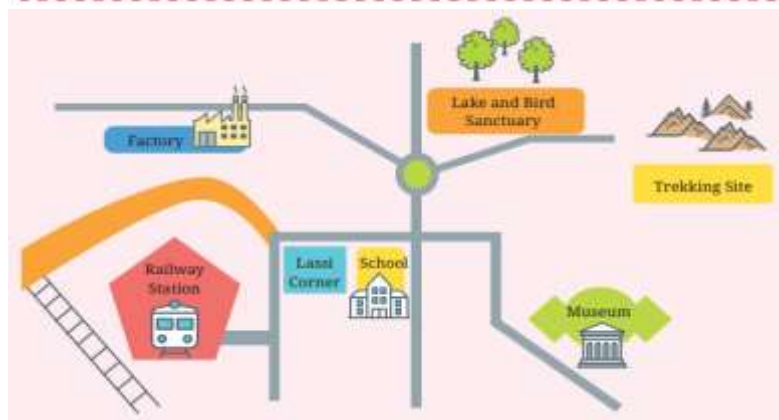 Lake and Bird
Sanctuary
Factory
Trekking Site
Railway
Station
Lassi
Corner
School
Museum